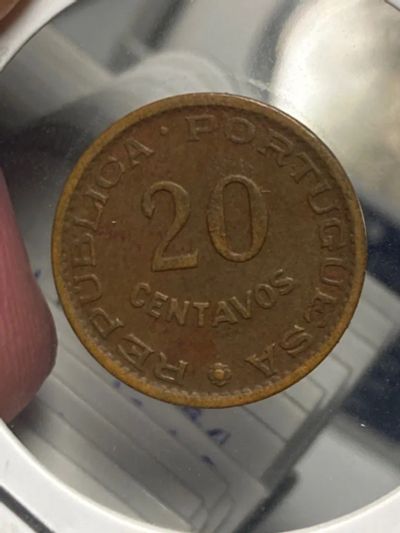 REPUBLICA · PORTUGUESA
20
CENTAVOS